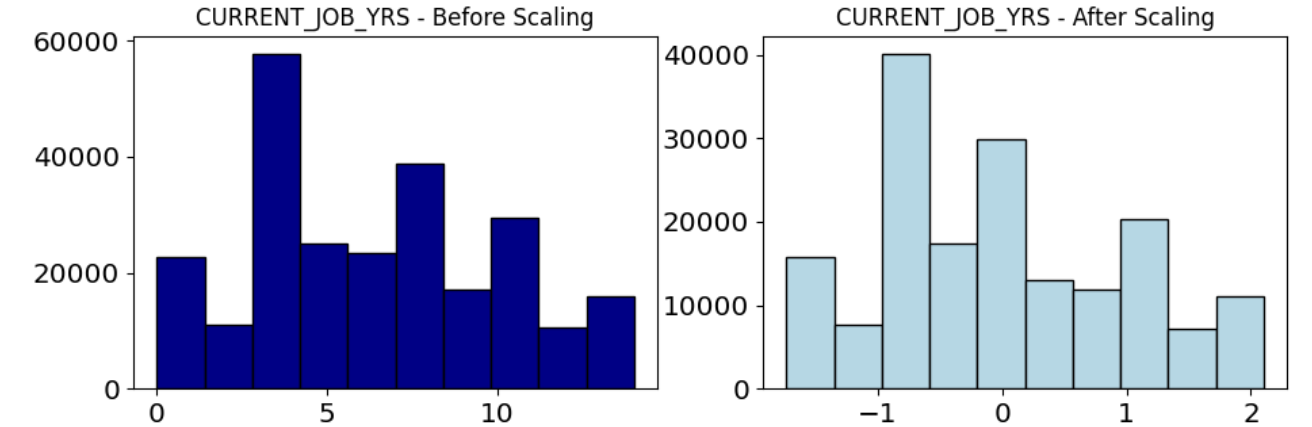 CURRENT_JOB_YRS - Before Scaling
60000
40000
20000
0
0 5 10
CURRENT_JOB_YRS - After Scaling
40000
30000
20000
10000
0
−1 0 1 2